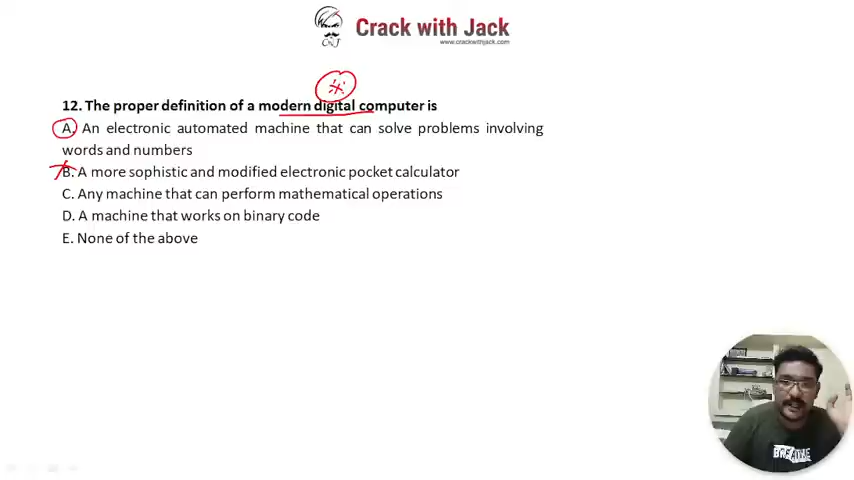 Crack with Jack
CWJ
www.crackwithjack.com
12. The proper definition of a modern digital computer is
A. An electronic automated machine that can solve problems involving
words and numbers
B. A more sophistic and modified electronic pocket calculator
C. Any machine that can perform mathematical operations
D. A machine that works on binary code
E. None of the above
BREATHE